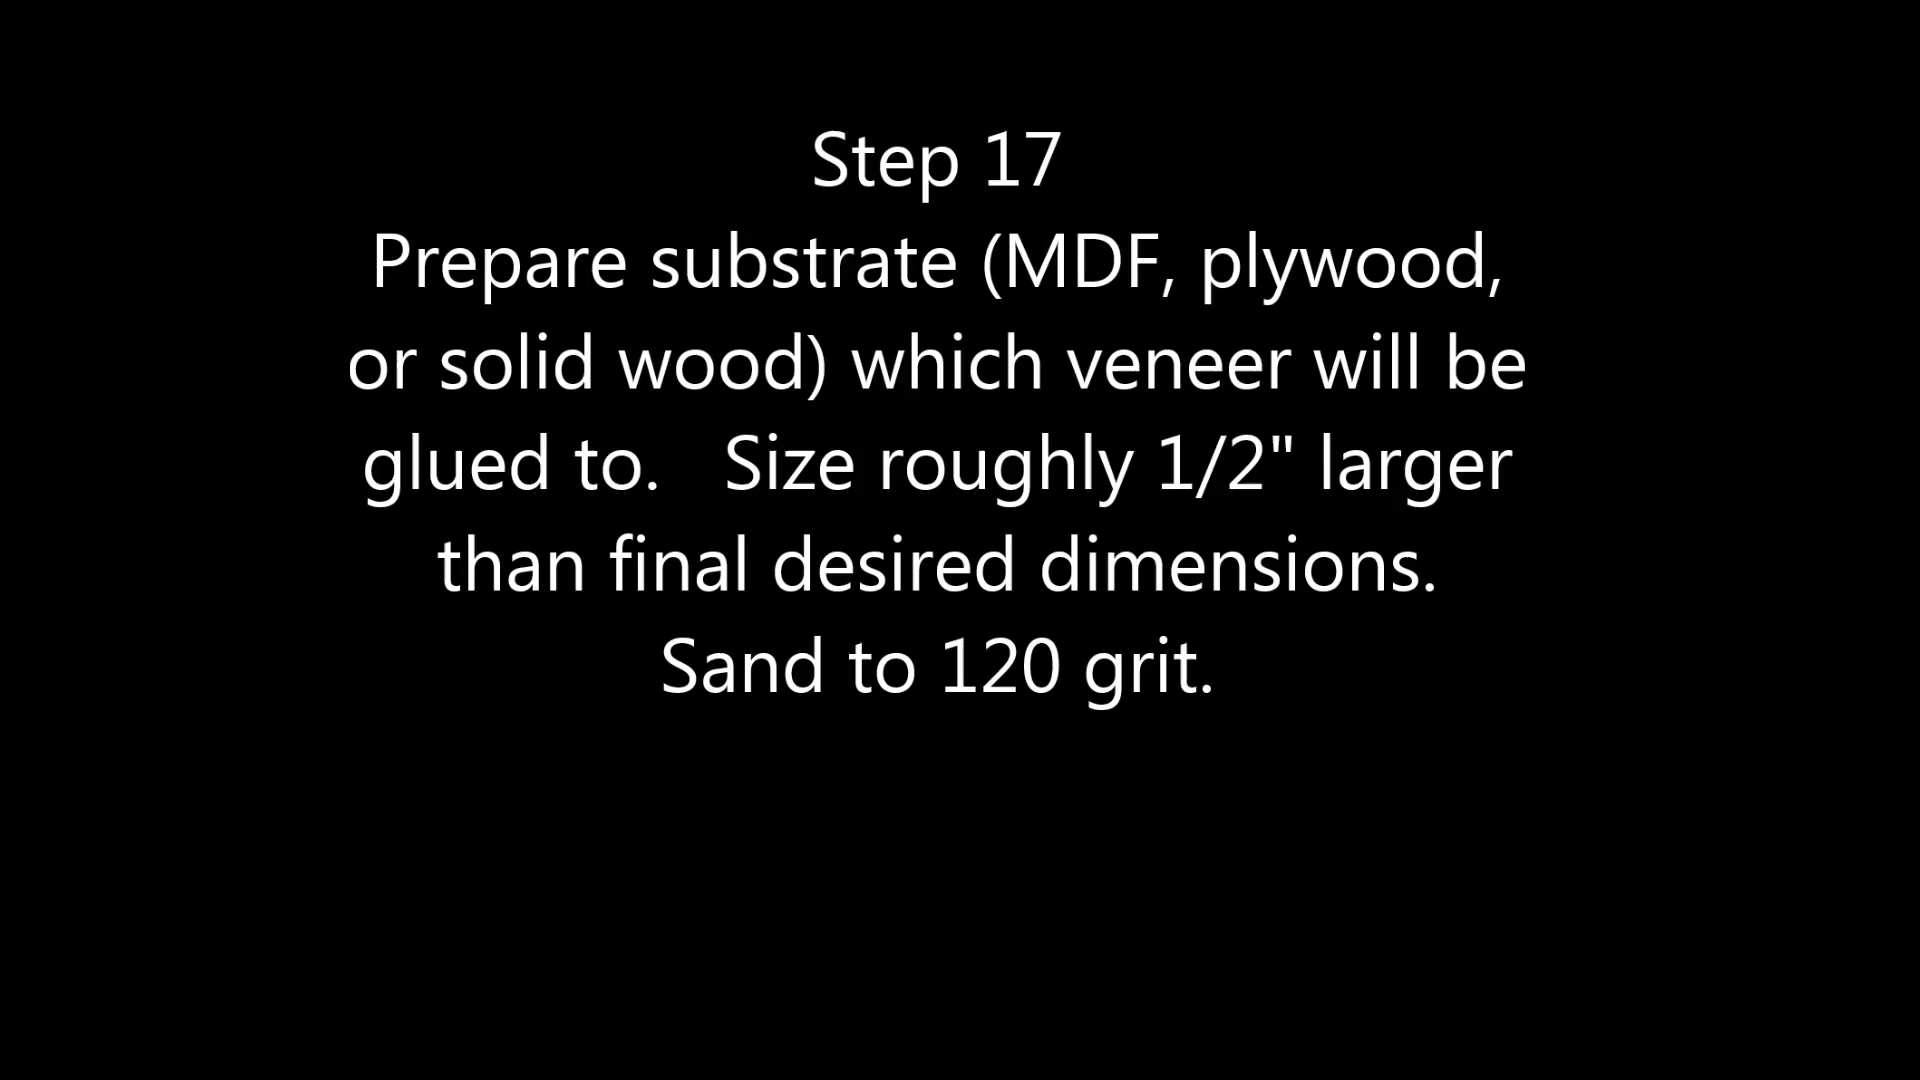 Step 17
Prepare substrate (MDF, plywood,
or solid wood) which veneer will be
glued to.   Size roughly 1/2" larger
than final desired dimensions.
Sand to 120 grit.